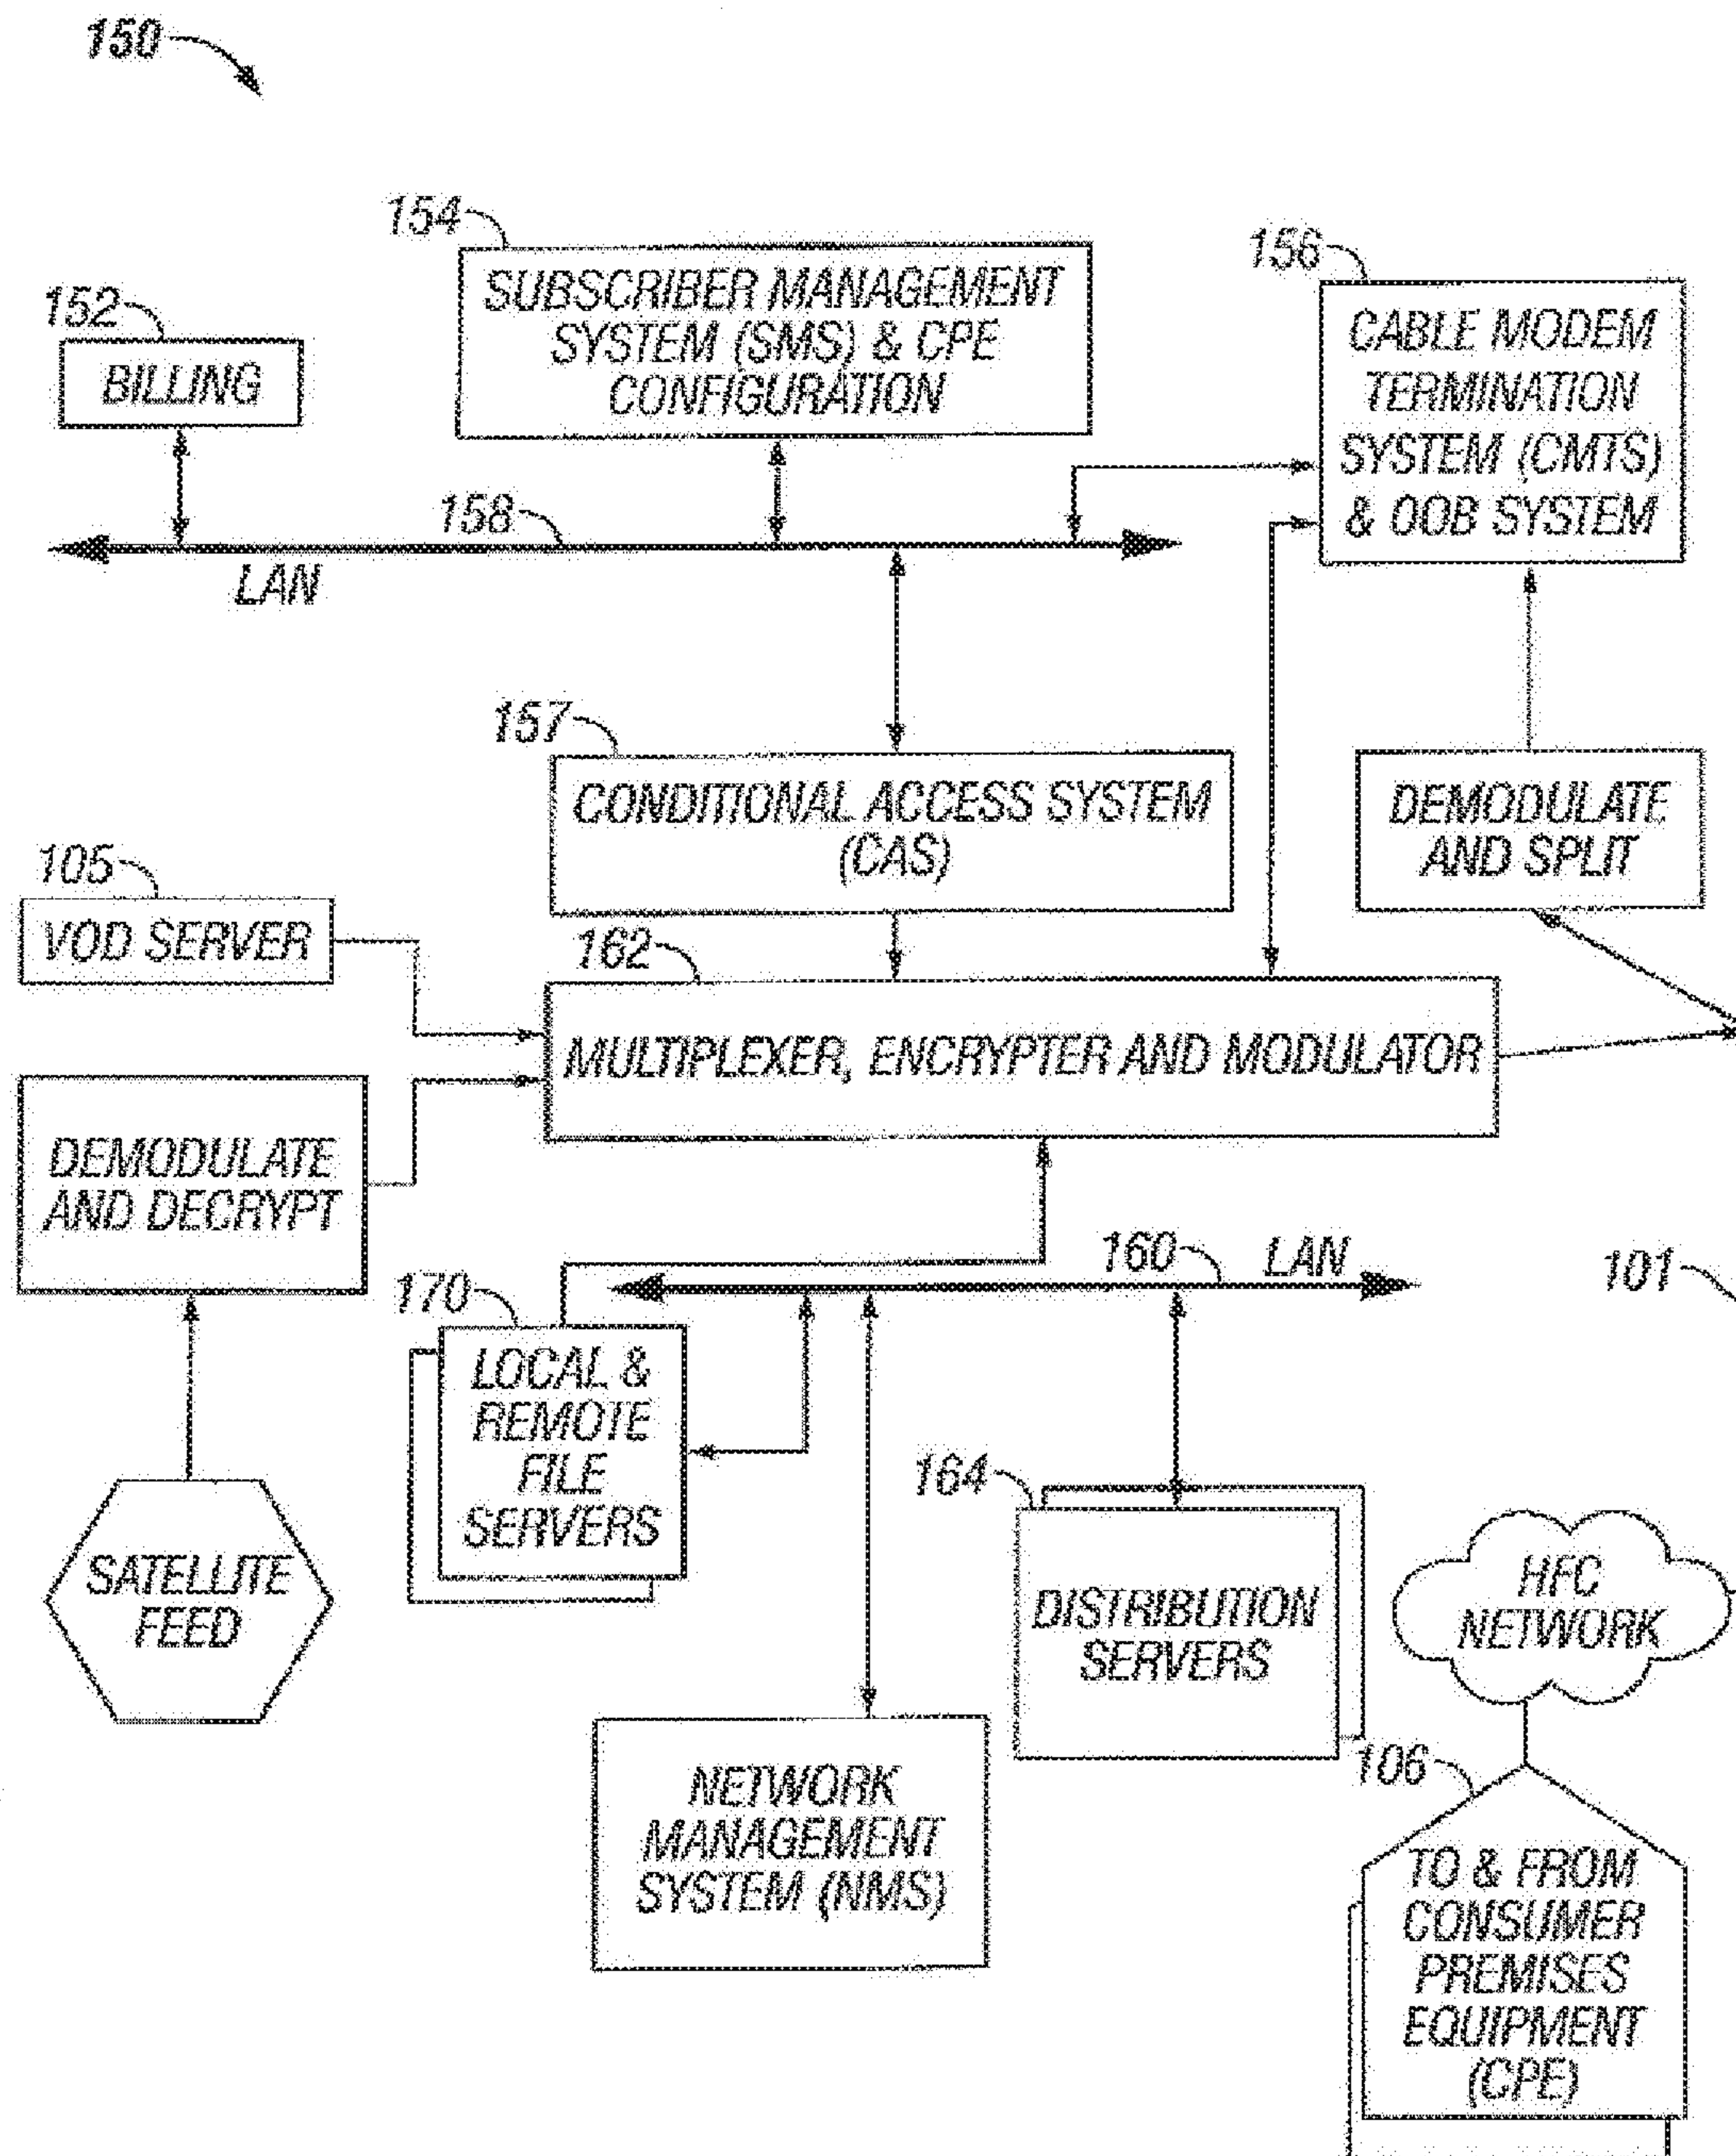 150
154
SUBSCRIBER MANAGEMENT
SYSTEM (SMS) & CPE
CONFIGURATION
156
CABLE MODEM
TERMINATION
SYSTEM (CMTS)
& OOB SYSTEM
152
BILLING
158
LAN
157
CONDITIONAL ACCESS SYSTEM
(CAS)
DEMODULATE
AND SPLIT
105
VOD SERVER
162
MULTIPLEXER, ENCRYPTER AND MODULATOR
DEMODULATE
AND DECRYPT
160
LAN
101
170
LOCAL &
REMOTE
FILE
SERVERS
SATELLITE
FEED
164
DISTRIBUTION
SERVERS
HFC
NETWORK
NETWORK
MANAGEMENT
SYSTEM (NMS)
106
TO & FROM
CONSUMER
PREMISES
EQUIPMENT
(CPE)